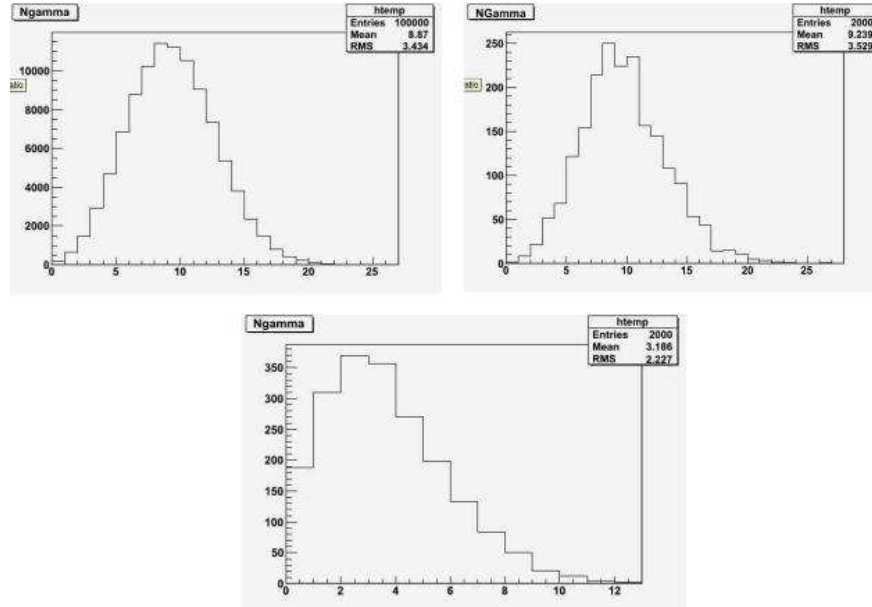 Ngamma
htemp
Entries 100000
Mean 8.87
RMS 3.434
10000
8000
6000
4000
2000
0
0 5 10 15 20 25
NGamma
htemp
Entries 2000
Mean 9.239
RMS 3.529
250
200
150
100
50
0
0 5 10 15 20 25
Ngamma
htemp
Entries 2000
Mean 3.186
RMS 2.227
350
300
250
200
150
100
50
0
0 2 4 6 8 10 12